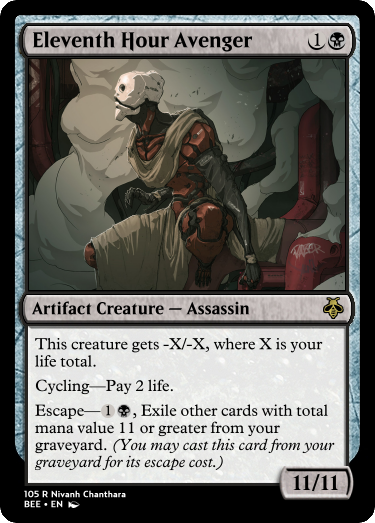 Eleventh Hour Avenger 1
Artifact Creature — Assassin
This creature gets -X/-X, where X is your
life total.
Cycling—Pay 2 life.
Escape— 1 , Exile other cards with total
mana value 11 or greater from your
graveyard. (You may cast this card from your
graveyard for its escape cost.)
11/11
105 R Nivanh Chanthara
BEE • EN